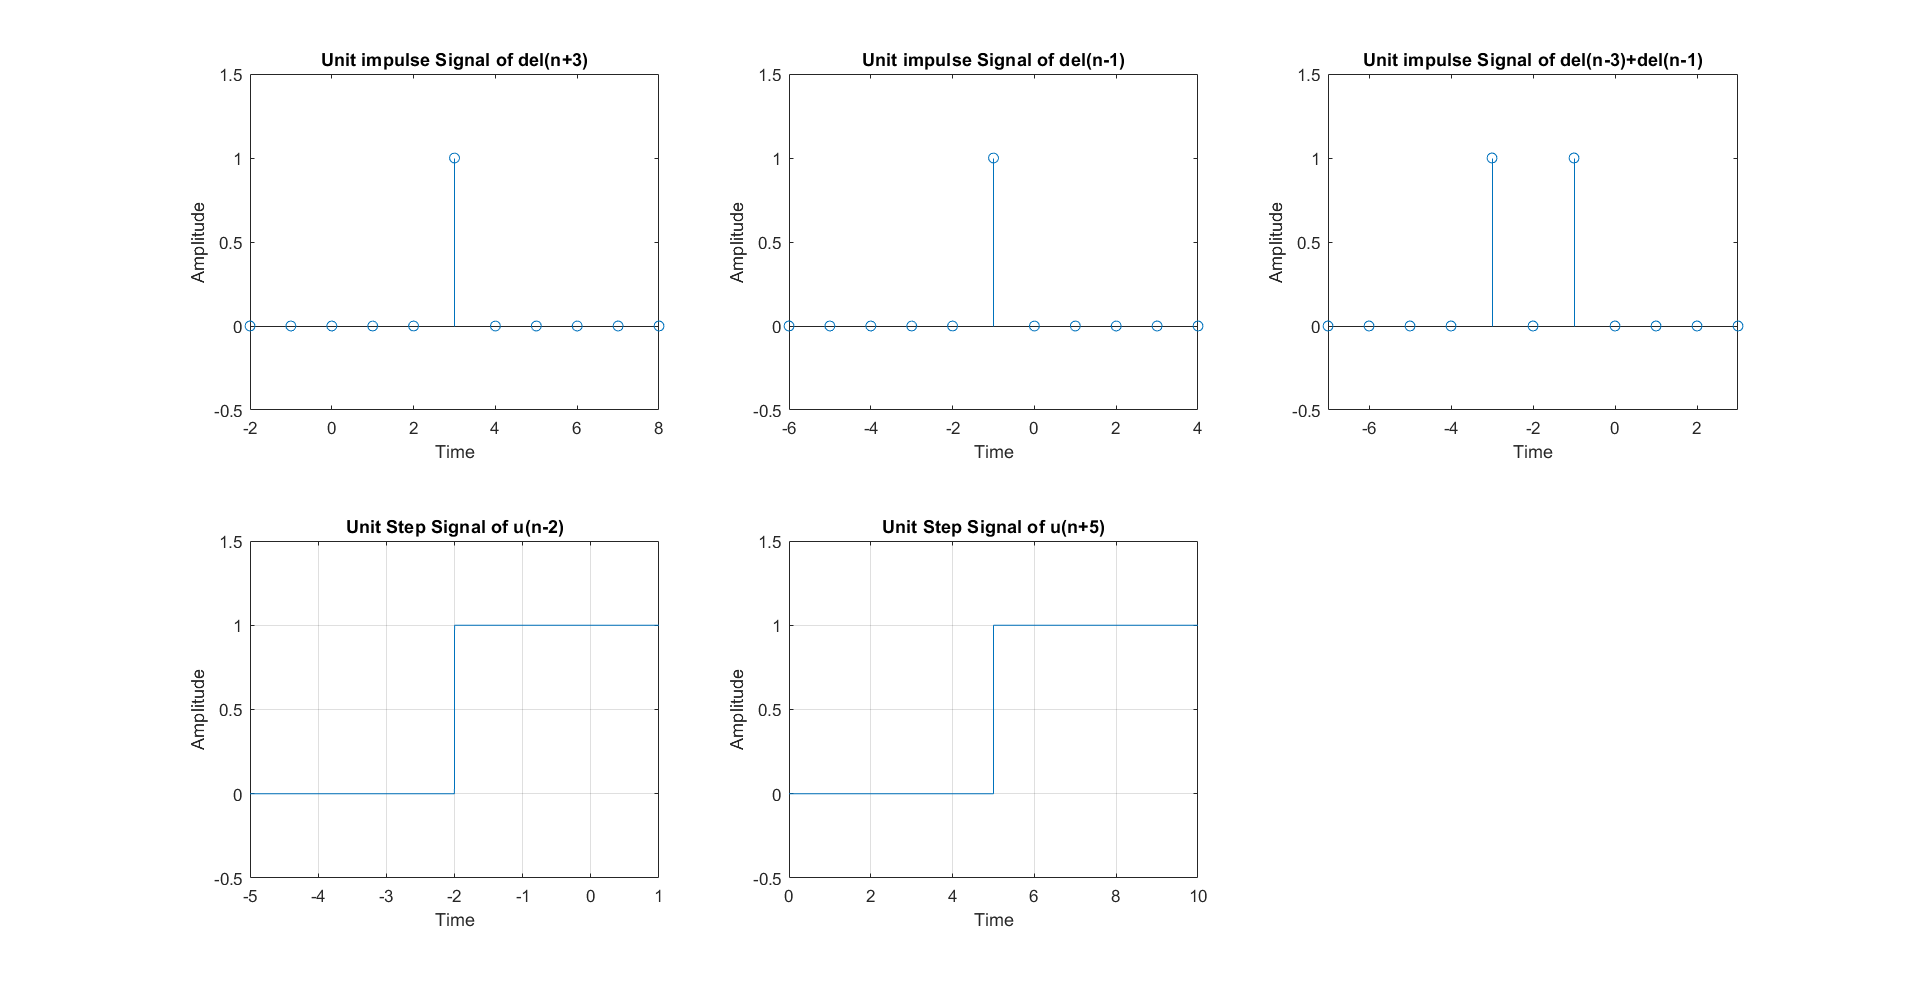 Unit impulse Signal of del(n+3)
1.5
1
0.5
0
-0.5
Amplitude
-2 0 2 4 6 8
Time
Unit impulse Signal of del(n-1)
1.5
1
0.5
0
-0.5
Amplitude
-6 -4 -2 0 2 4
Time
Unit impulse Signal of del(n-3)+del(n-1)
1.5
1
0.5
0
-0.5
Amplitude
-6 -4 -2 0 2
Time
Unit Step Signal of u(n-2)
1.5
1
0.5
0
-0.5
Amplitude
-5 -4 -3 -2 -1 0 1
Time
Unit Step Signal of u(n+5)
1.5
1
0.5
0
-0.5
Amplitude
0 2 4 6 8 10
Time